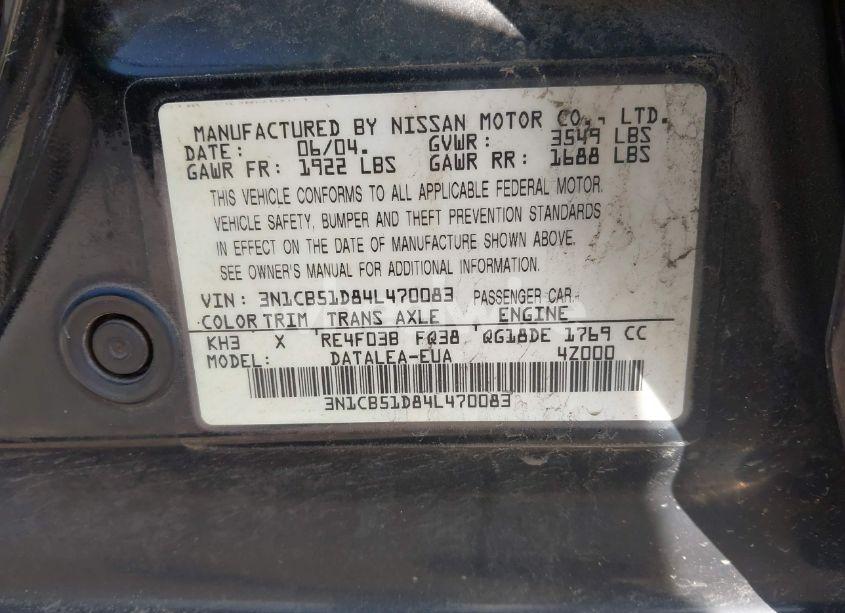 MANUFACTURED BY NISSAN MOTOR CO., LTD.
DATE: 06/04. GVWR: 3549 LBS
GAWR FR: 1922 LBS GAWR RR: 1688 LBS
THIS VEHICLE CONFORMS TO ALL APPLICABLE FEDERAL MOTOR
VEHICLE SAFETY, BUMPER AND THEFT PREVENTION STANDARDS
IN EFFECT ON THE DATE OF MANUFACTURE SHOWN ABOVE.
SEE OWNER'S MANUAL FOR ADDITIONAL INFORMATION.
VIN: 3N1CB51D84L470083 PASSENGER CAR
COLOR TRIM TRANS AXLE ENGINE
KH3 X RE4F03B FQ38 QG18DE 1769 CC
MODEL: DATALEA-EUA 4Z000
3N1CB51D84L470083